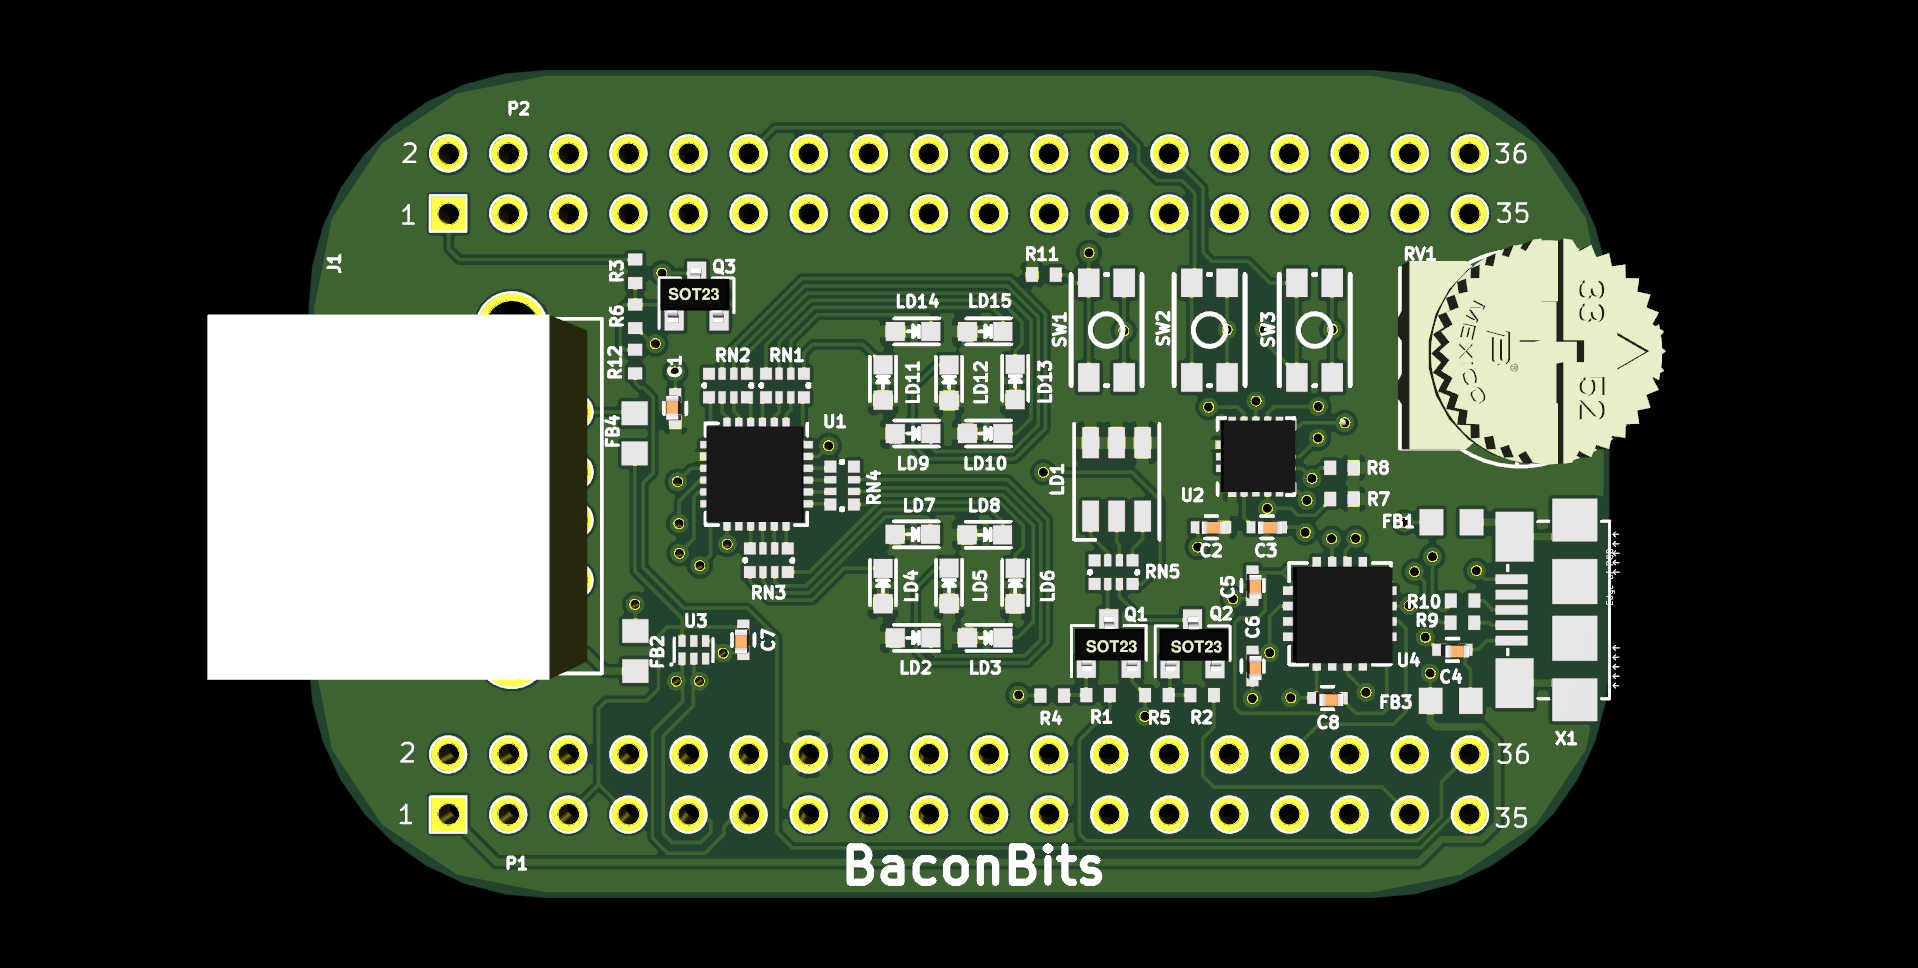 P2
2
36
1
35
J1
R3
Q3
SOT23
R6
R12
C1
RN2
RN1
LD14
LD15
R11
SW1
SW2
SW3
RV1
MEXICO
33
52
LD11
LD12
LD13
FB4
U1
LD9
LD10
RN4
LD1
U2
R8
R7
FB1
LD7
LD8
C2
C3
RN3
LD4
LD5
LD6
RN5
C5
R10
R9
Edge of PCB
U3
FB2
C7
Q1
SOT23
Q2
SOT23
C6
U4
C4
LD2
LD3
R4
R1
R5
R2
C8
FB3
X1
2
36
1
35
P1
BaconBits